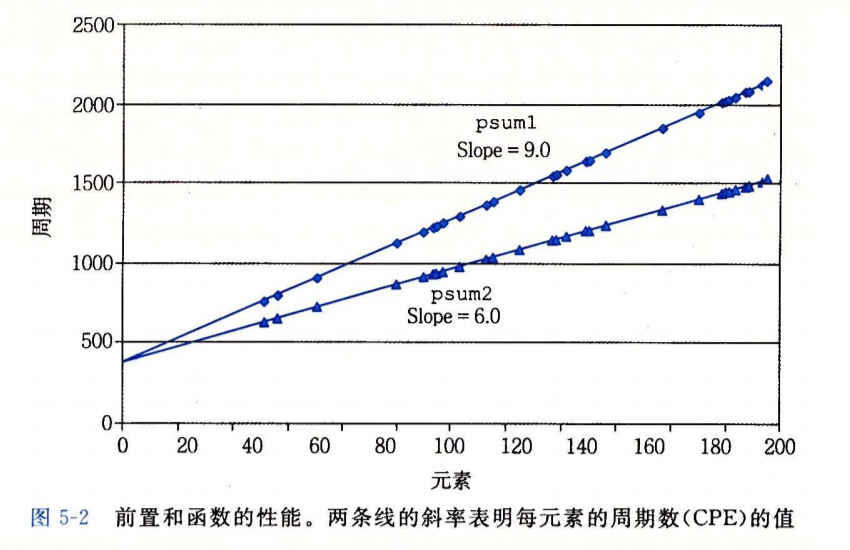 2500
2000
1500
1000
500
0
周期
psum1
Slope = 9.0
psum2
Slope = 6.0
0 20 40 60 80 100 120 140 160 180 200
元素
图 5-2 前置和函数的性能。两条线的斜率表明每元素的周期数(CPE)的值